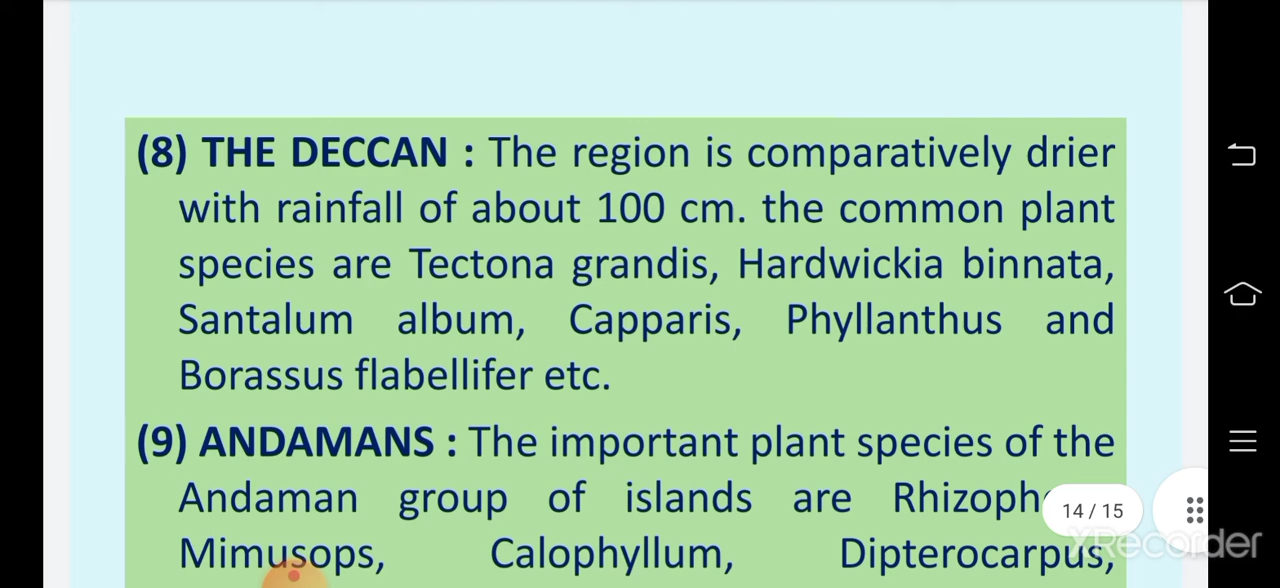 (8) THE DECCAN : The region is comparatively drier
with rainfall of about 100 cm. the common plant
species are Tectona grandis, Hardwickia binnata,
Santalum album, Capparis, Phyllanthus and
Borassus flabellifer etc.
(9) ANDAMANS : The important plant species of the
Andaman group of islands are
14 / 15
Mimusops, Calophyllum, Dipterocarpus,
XRecorder